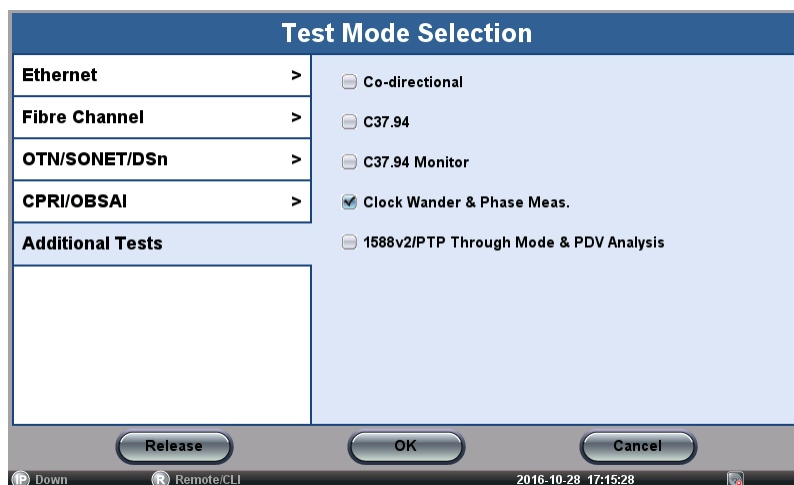 Test Mode Selection
Ethernet >
Fibre Channel >
OTN/SONET/DSn >
CPRI/OBSAI >
Additional Tests
Co-directional
C37.94
C37.94 Monitor
Clock Wander & Phase Meas.
1588v2/PTP Through Mode & PDV Analysis
Release
OK
Cancel
IP Down
R Remote/CLI
2016-10-28 17:15:28